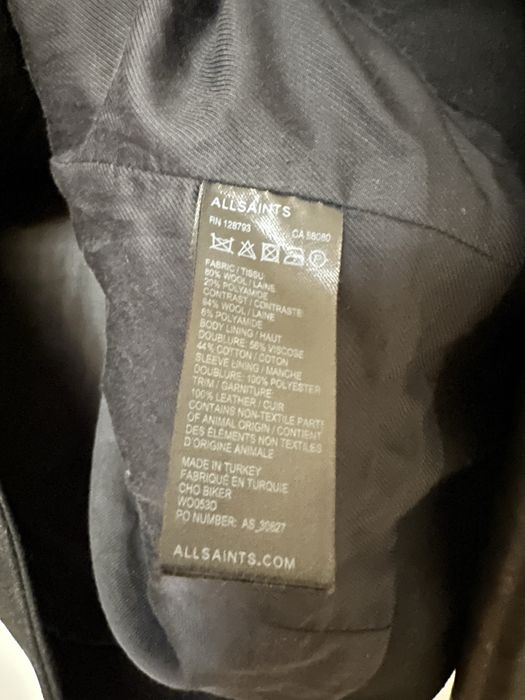 ALLSAINTS
RN 128793 CA 58080
FABRIC / TISSU
80% WOOL / LAINE
20% POLYAMIDE
CONTRAST / CONTRASTE
94% WOOL / LAINE
6% POLYAMIDE
BODY LINING / HAUT
DOUBLURE: 56% VISCOSE
44% COTTON / COTON
SLEEVE LINING / MANCHE
DOUBLURE: 100% POLYESTER
TRIM / GARNITURE:
100% LEATHER / CUIR
CONTAINS NON-TEXTILE PARTS
OF ANIMAL ORIGIN / CONTIENT
DES ÉLÉMENTS NON TEXTILES
D'ORIGINE ANIMALE
MADE IN TURKEY
FABRIQUÉ EN TURQUIE
CHO BIKER
WO053D
PO NUMBER: AS_30827
ALLSAINTS.COM